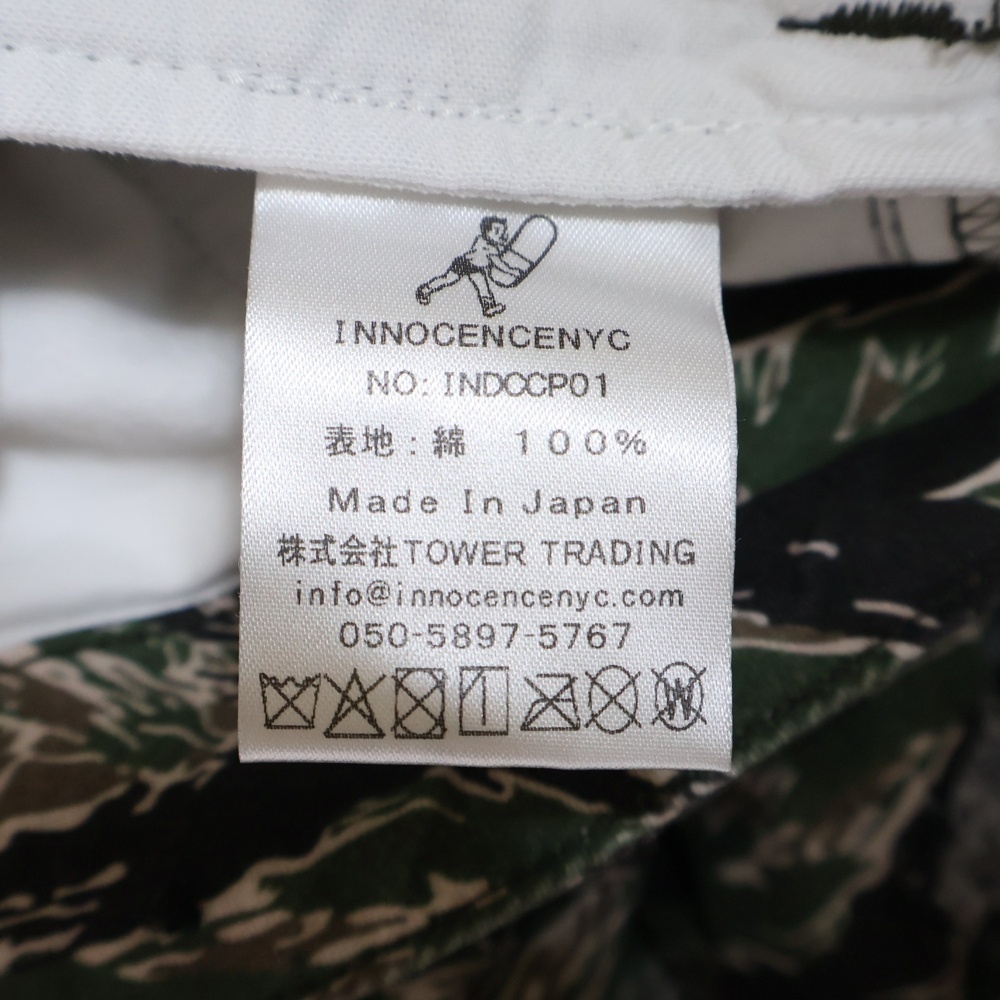 INNOCENCENYC
NO: INDCCP01
表地：綿　１００％
Made In Japan
株式会社TOWER TRADING
info@innocencenyc.com
050-5897-5767
W